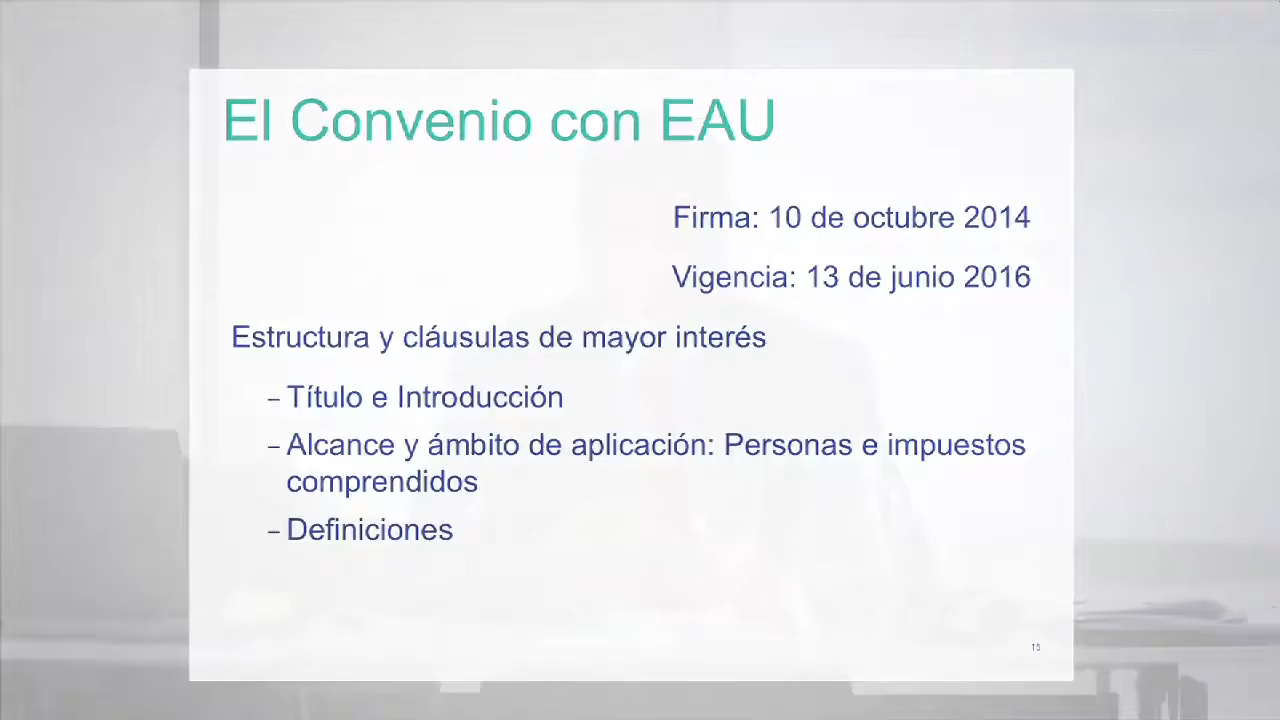 El Convenio con EAU
Firma: 10 de octubre 2014
Vigencia: 13 de junio 2016
Estructura y cláusulas de mayor interés
– Título e Introducción
– Alcance y ámbito de aplicación: Personas e impuestos
comprendidos
– Definiciones
15